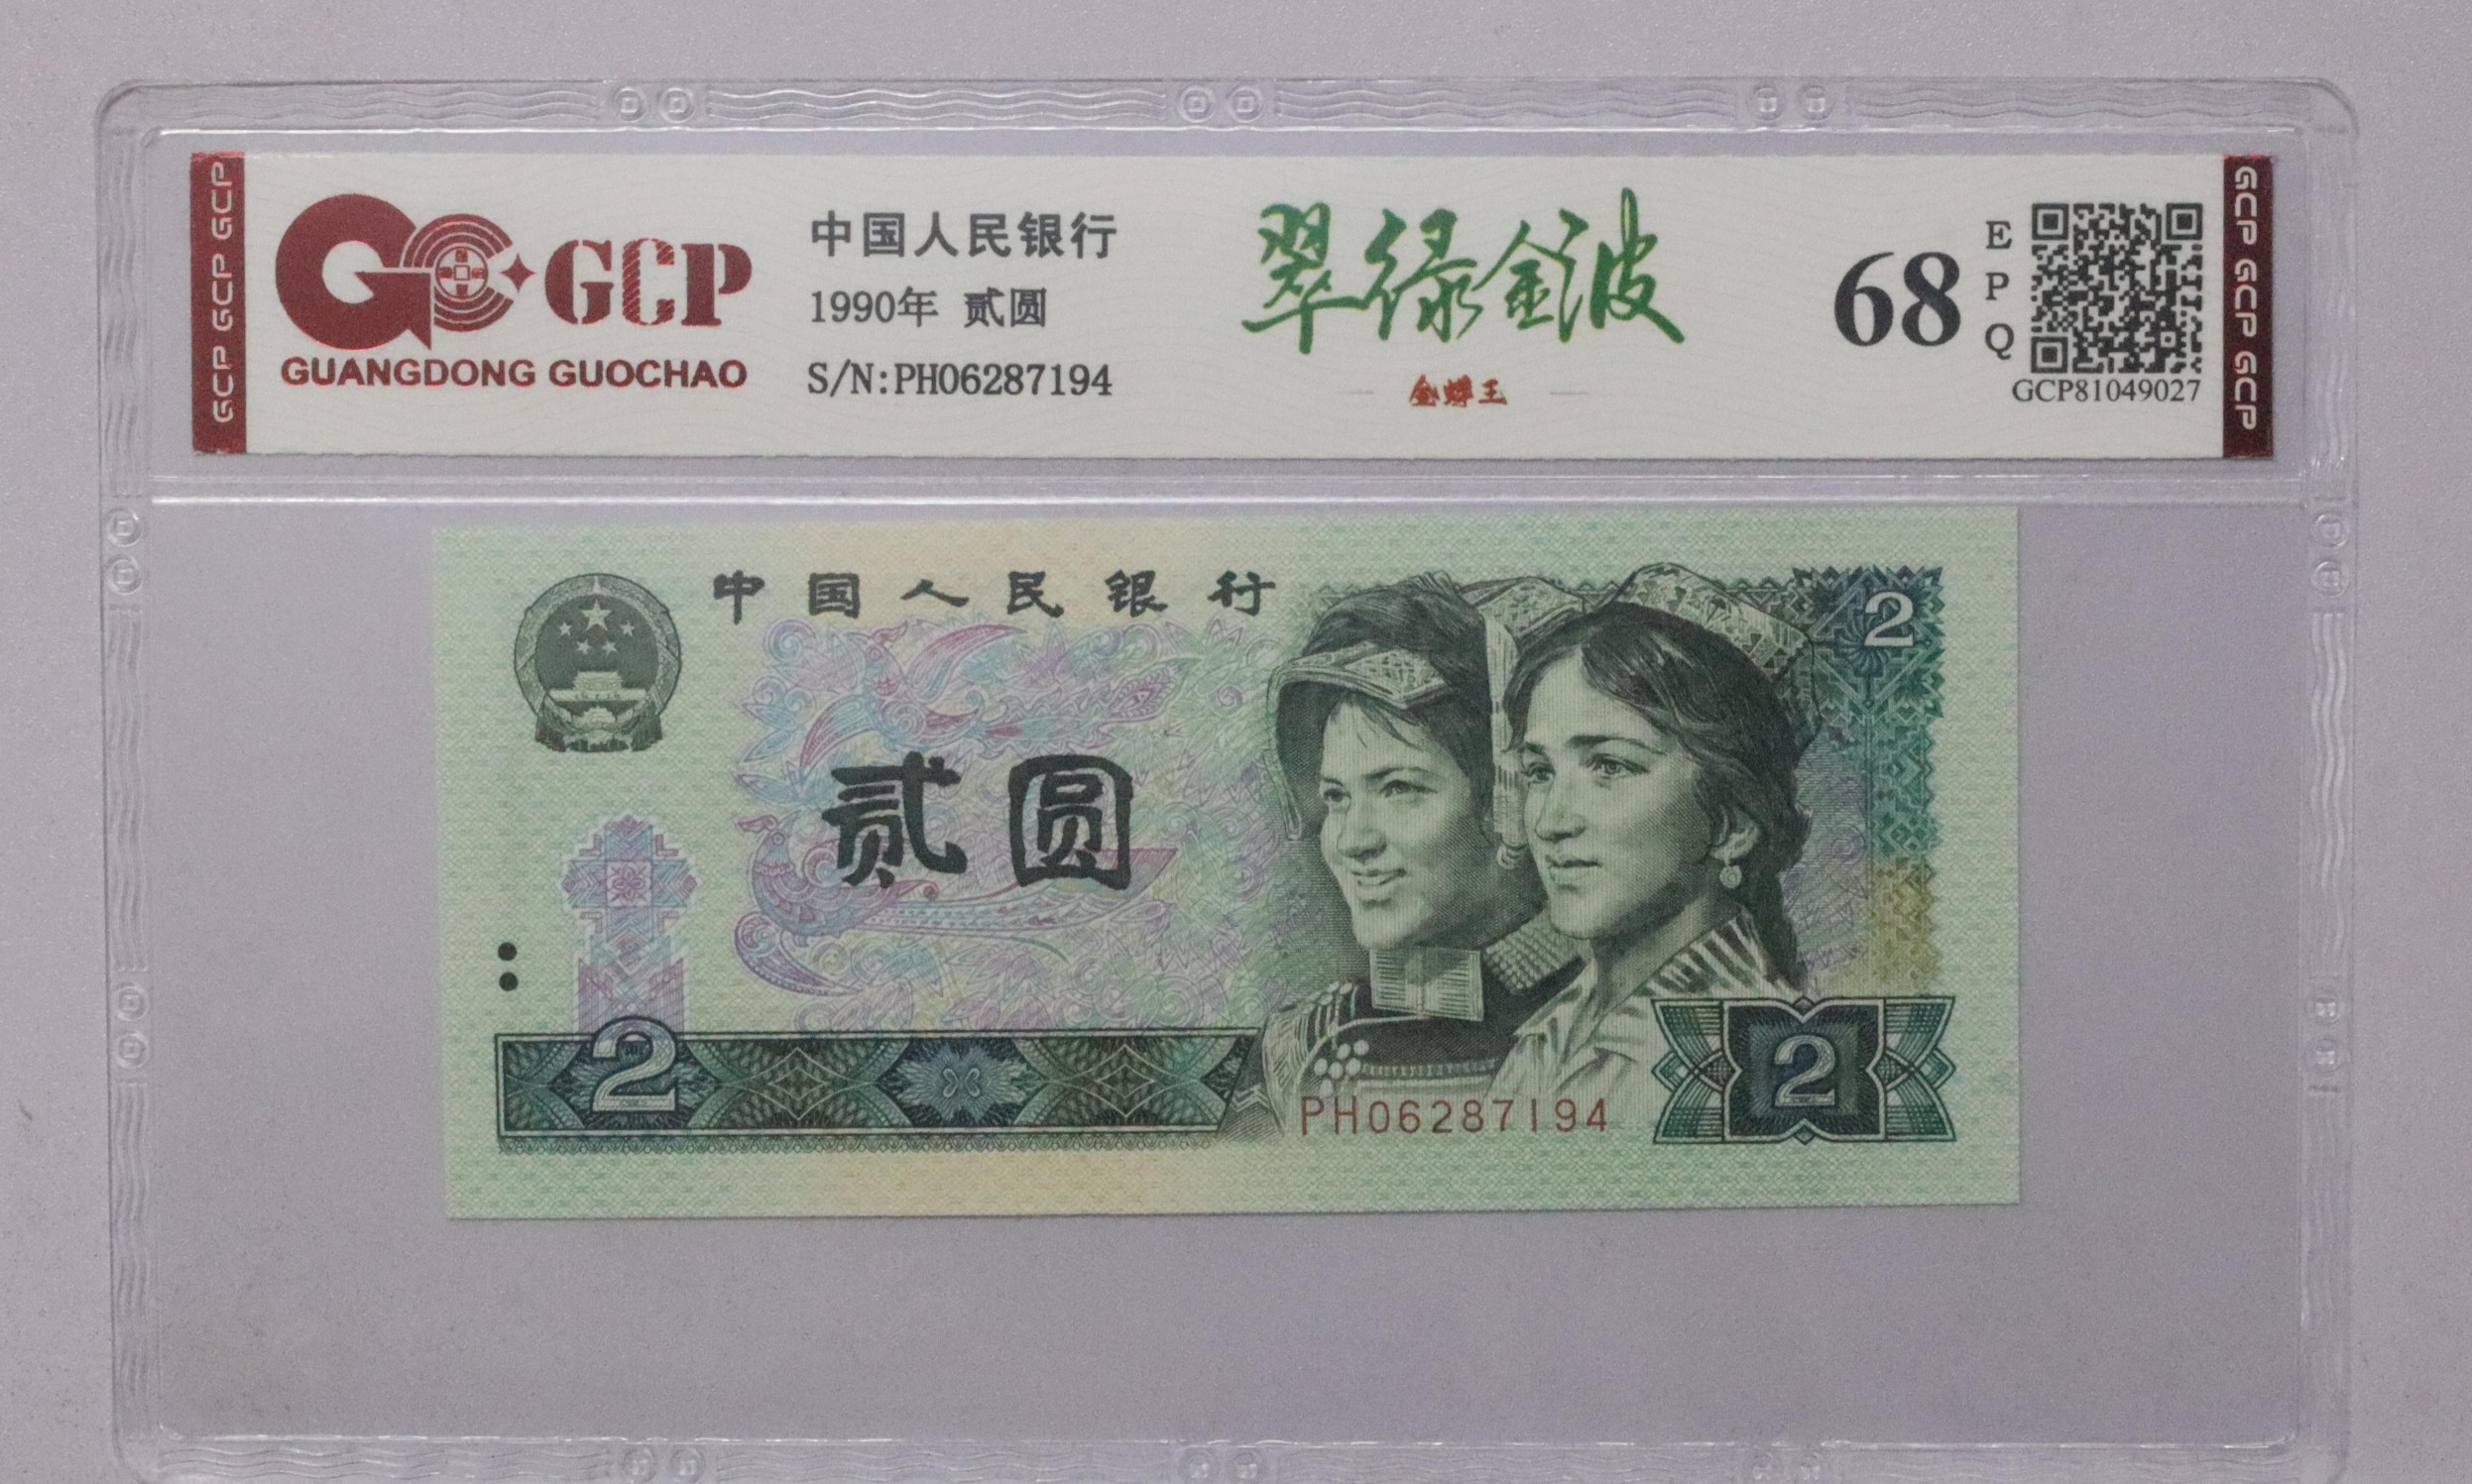 GCP GCP GCP
GCP
GUANGDONG GUOCHAO
中国人民银行
1990年 贰圆
S/N:PH06287194
翠绿金波
金蟒王
68
EPQ
GCP81049027
GCP GCP GCP
中国人民银行
2
贰圆
2
2
PH06287194